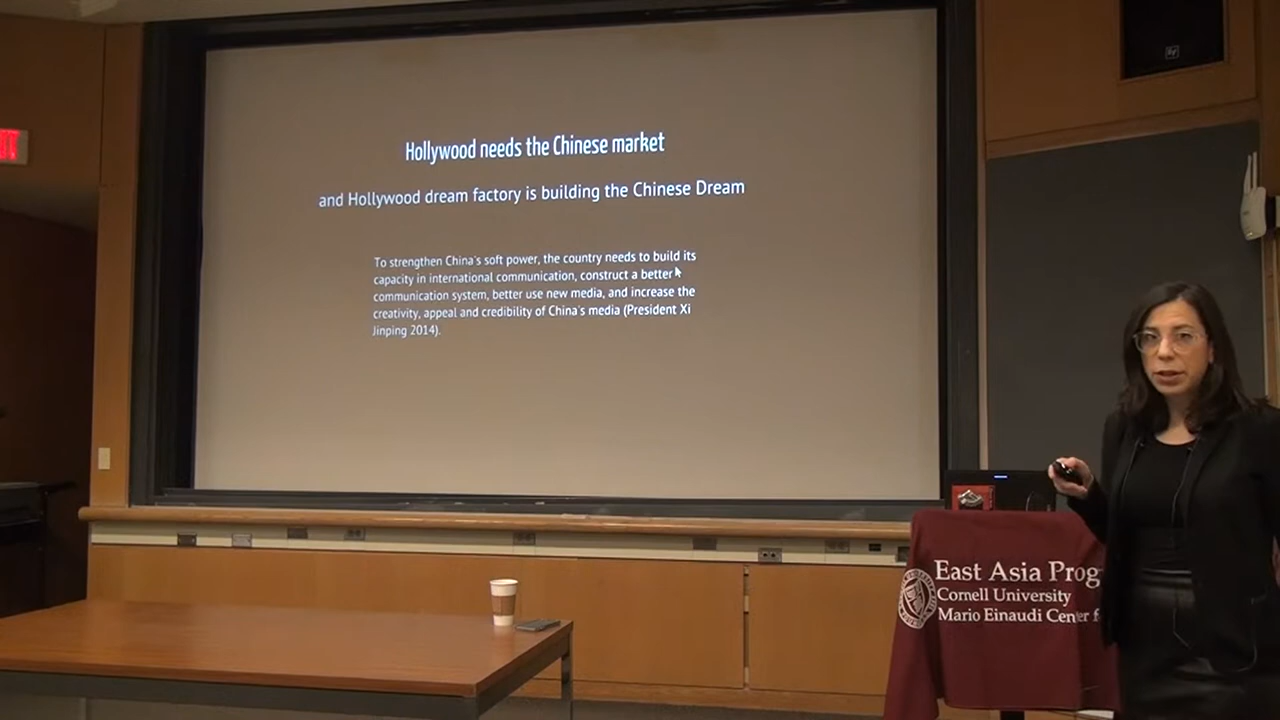 Hollywood needs the Chinese market
and Hollywood dream factory is building the Chinese Dream
To strengthen China's soft power, the country needs to build its
capacity in international communication, construct a better
communication system, better use new media, and increase the
creativity, appeal and credibility of China's media (President Xi
Jinping 2014).
East Asia Prog
Cornell University
Mario Einaudi Center f